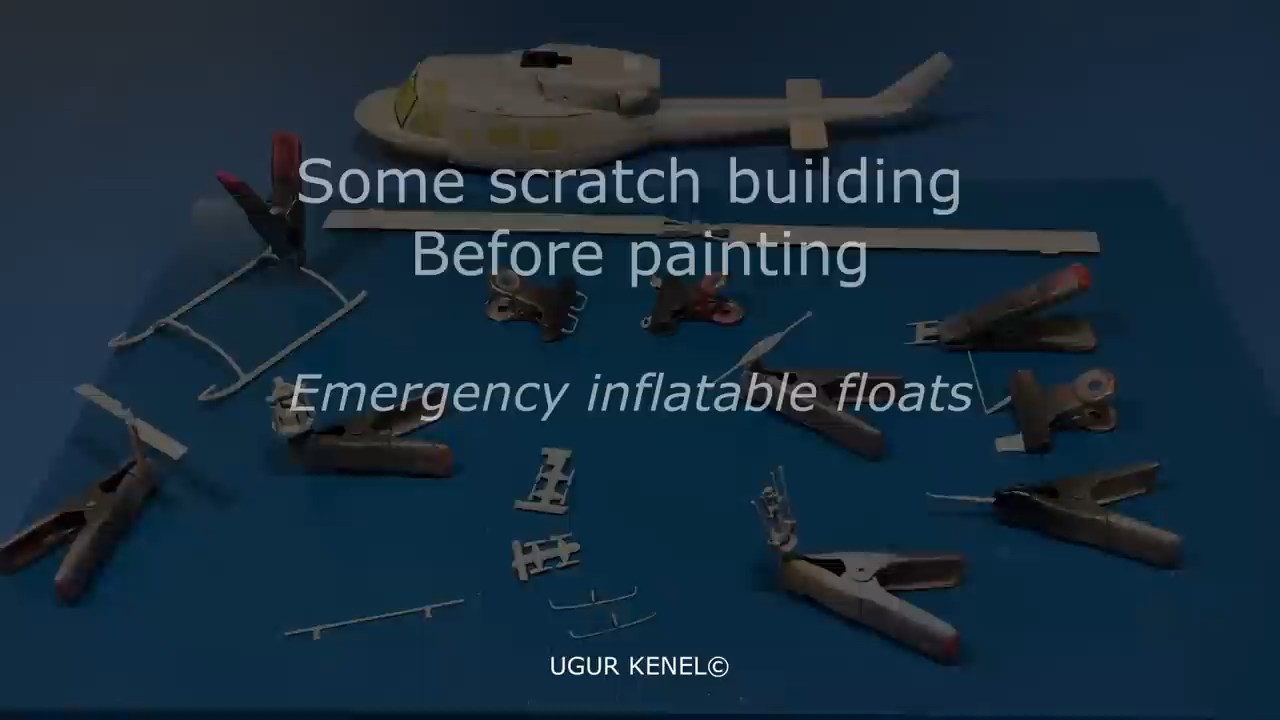 Some scratch building
Before painting
Emergency inflatable floats
UGUR KENEL©